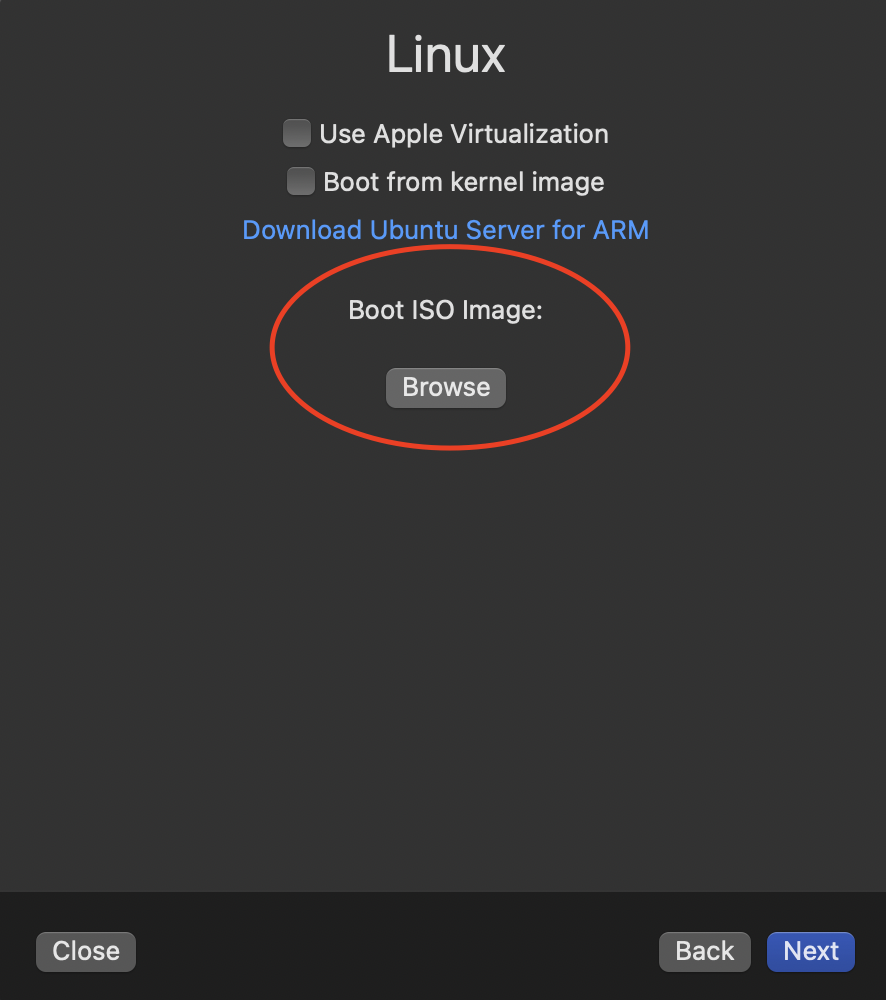 Linux
Use Apple Virtualization
Boot from kernel image
Download Ubuntu Server for ARM
Boot ISO Image:
Browse
Close
Back
Next